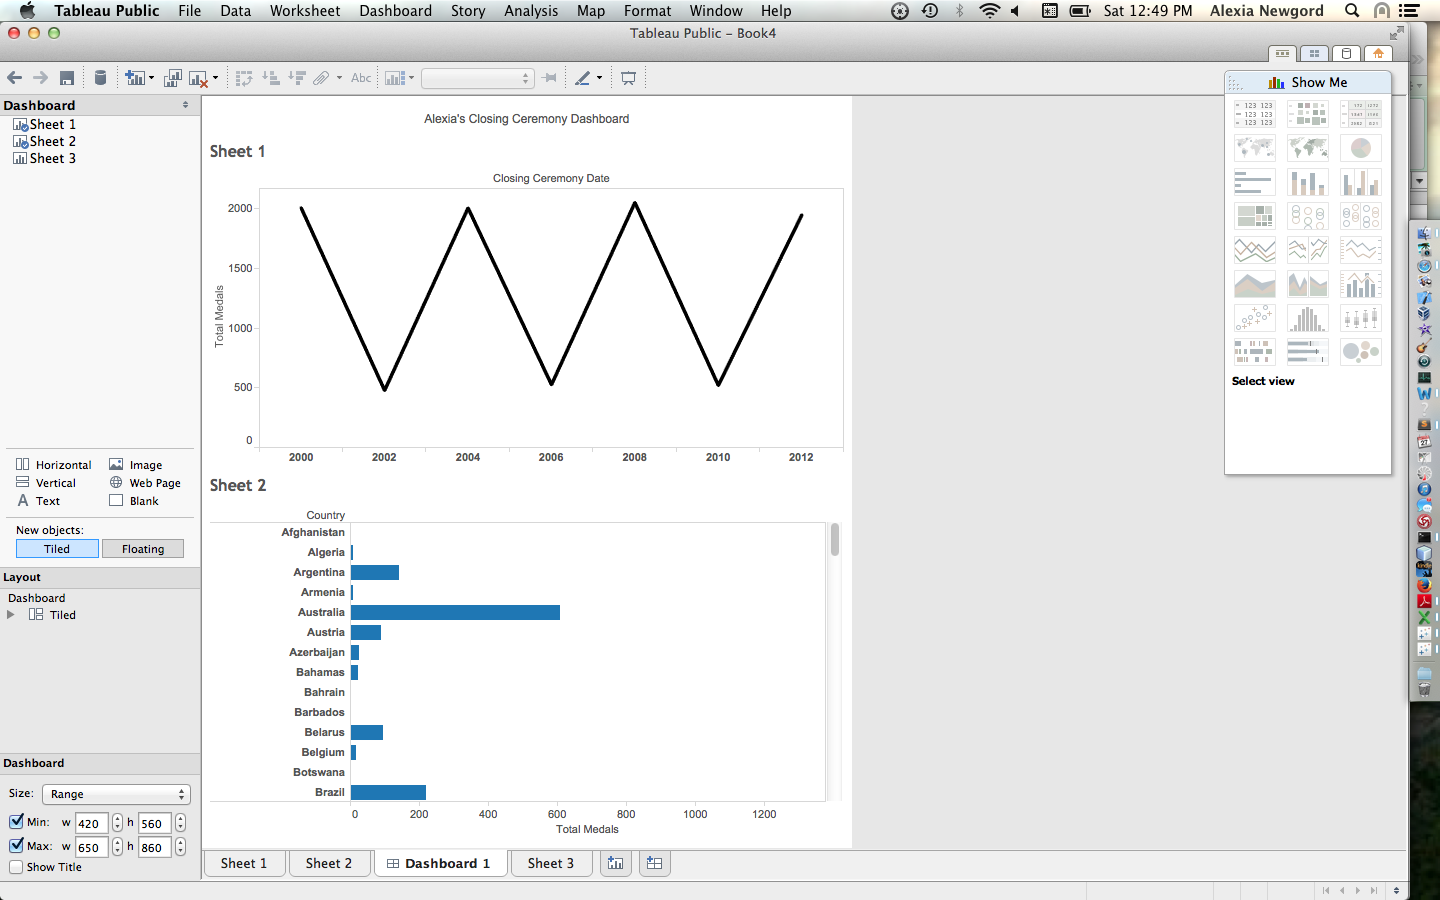 Tableau Public File Data Worksheet Dashboard Story Analysis Map Format Window Help Sat 12:49 PM Alexia Newgord
Tableau Public - Book4
Abc
Show Me
Dashboard
Sheet 1
Sheet 2
Sheet 3
Horizontal Image
Vertical Web Page
Text Blank
New objects:
Tiled Floating
Layout
Dashboard
Tiled
Dashboard
Size: Range
Min: w 420 h 560
Max: w 650 h 860
Show Title
Alexia's Closing Ceremony Dashboard
Sheet 1
Closing Ceremony Date
Total Medals
2000
1500
1000
500
0
2000 2002 2004 2006 2008 2010 2012
Sheet 2
Country
Afghanistan
Algeria
Argentina
Armenia
Australia
Austria
Azerbaijan
Bahamas
Bahrain
Barbados
Belarus
Belgium
Botswana
Brazil
0 200 400 600 800 1000 1200
Total Medals
Select view
Sheet 1 Sheet 2 Dashboard 1 Sheet 3